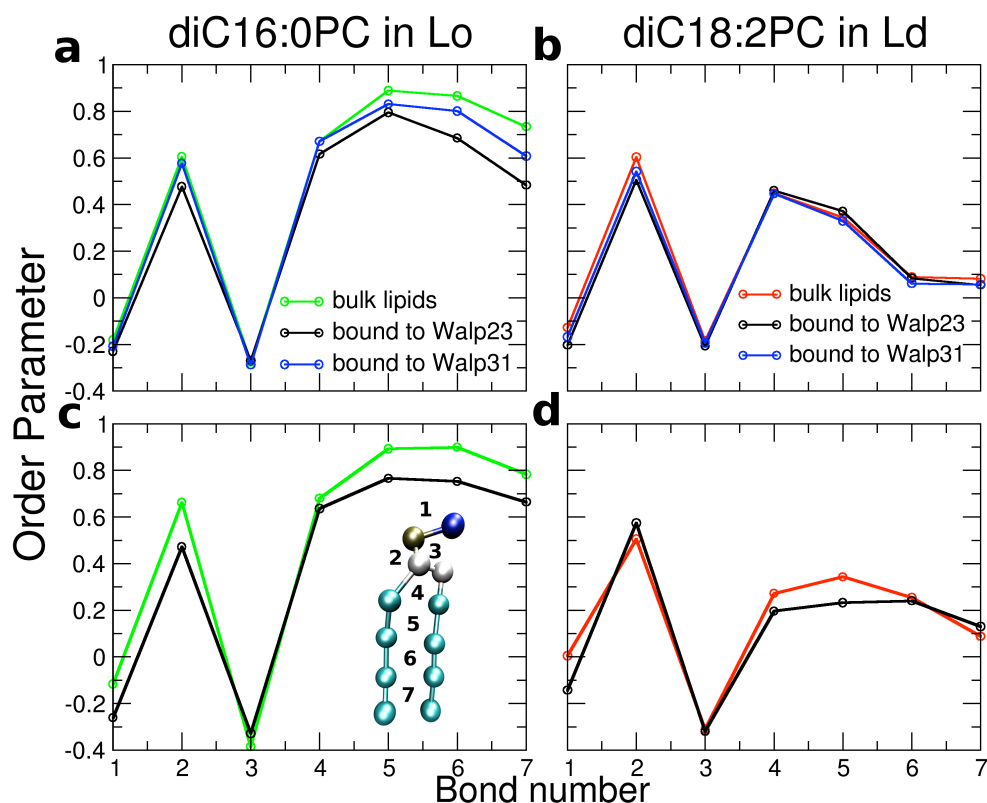 diC16:0PC in Lo
diC18:2PC in Ld
a
b
1
0.8
0.6
0.4
0.2
0
-0.2
-0.4
bulk lipids
bound to Walp23
bound to Walp31
bulk lipids
bound to Walp23
bound to Walp31
Order Parameter
c
d
1
0.8
0.6
0.4
0.2
0
-0.2
-0.4
1
2
3
4
5
6
7
1 2 3 4 5 6 7
1 2 3 4 5 6 7
Bond number